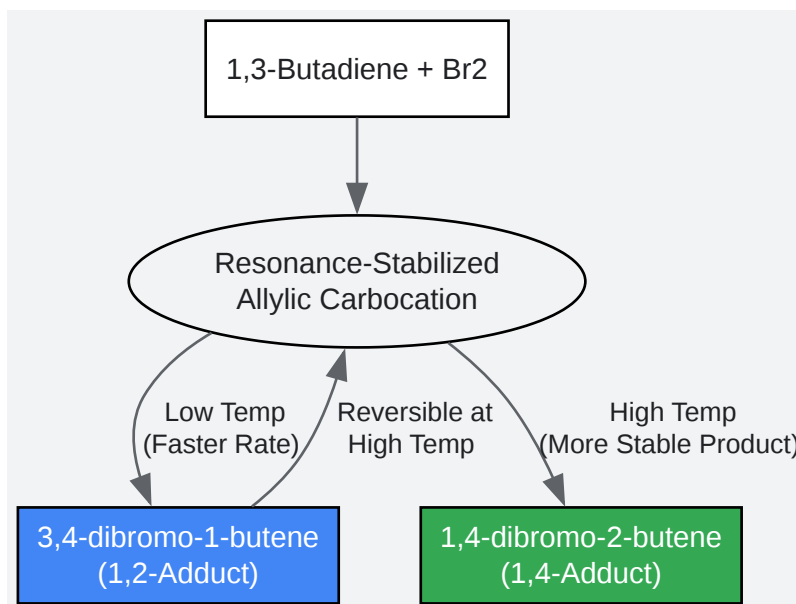 1,3-Butadiene + Br2
Resonance-Stabilized
Allylic Carbocation
Low Temp
(Faster Rate)
Reversible at
High Temp
High Temp
(More Stable Product)
3,4-dibromo-1-butene
(1,2-Adduct)
1,4-dibromo-2-butene
(1,4-Adduct)